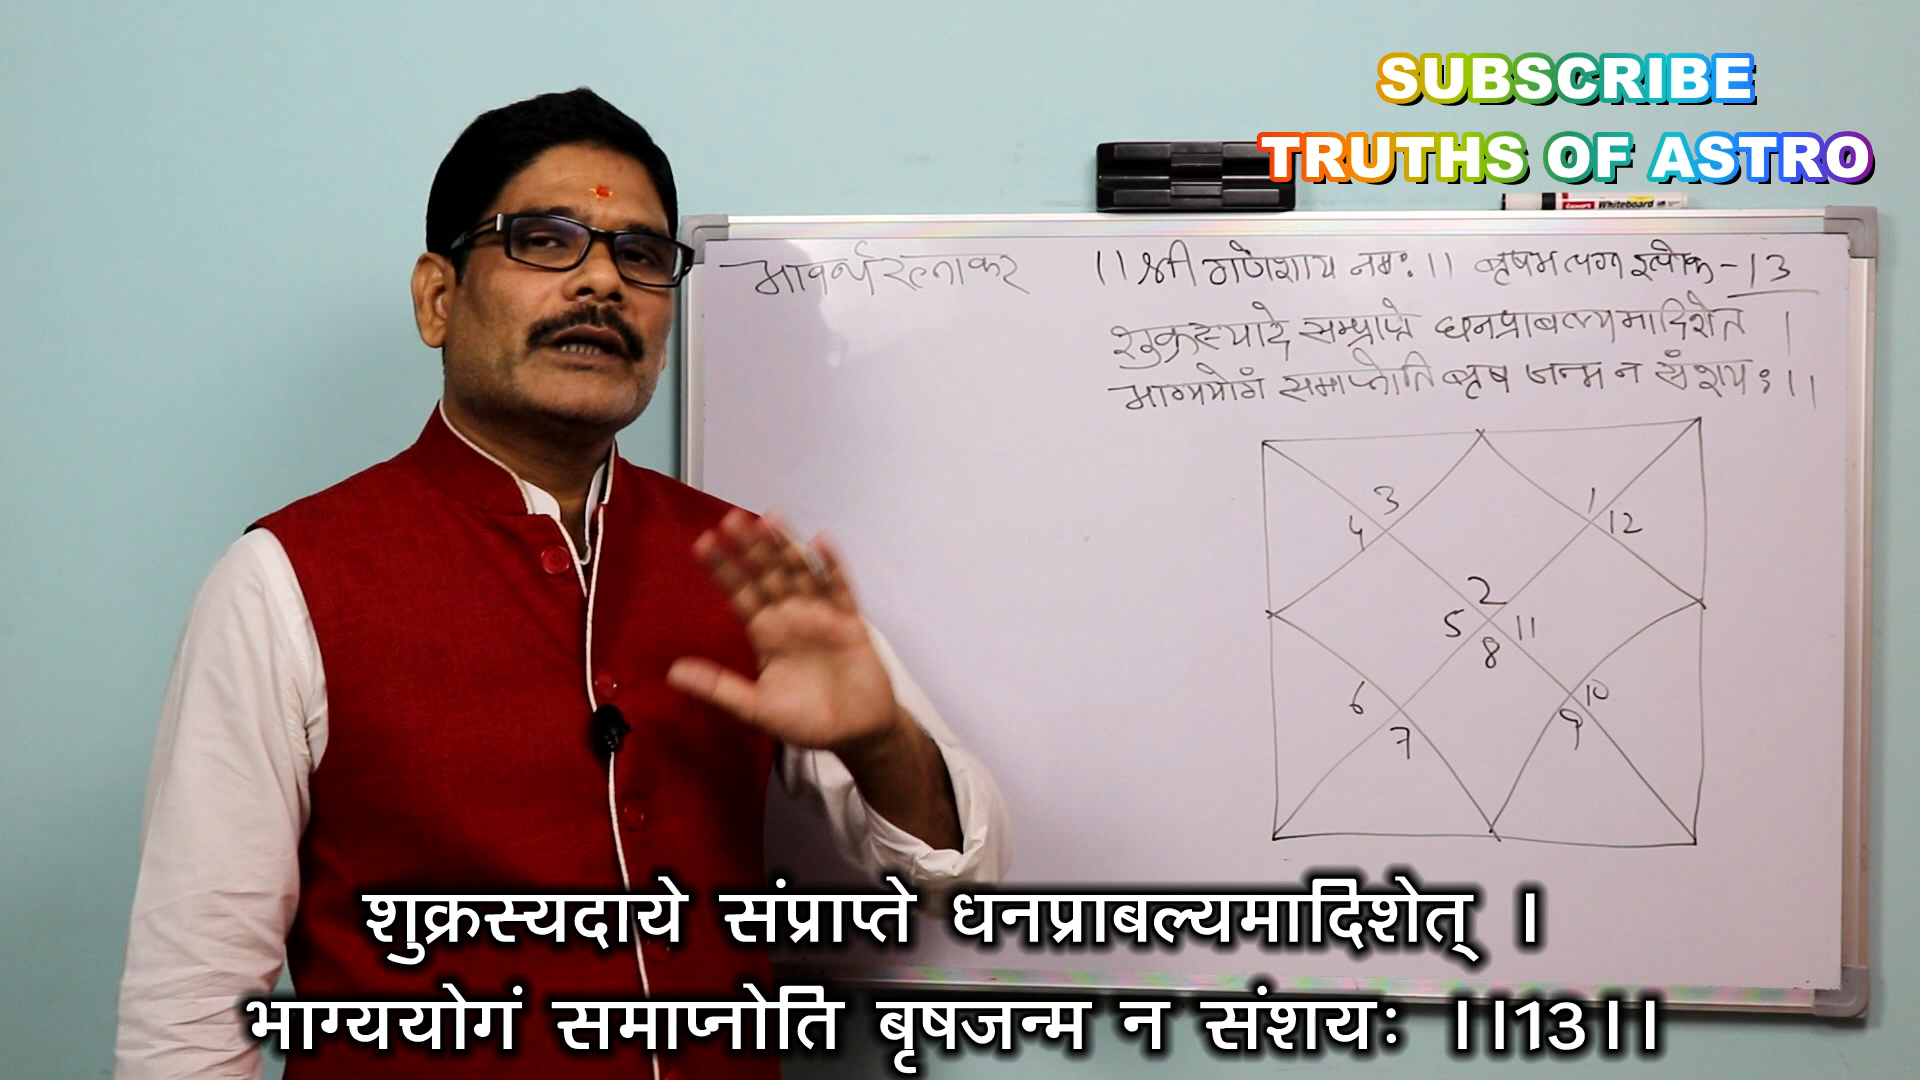 SUBSCRIBE
TRUTHS OF ASTRO
Whiteboard
भावार्थ रत्नाकर
।। श्री गणेशाय नमः ।। बृषभ लग्न श्लोक - 13
शुक्रस्यादे सम्प्राप्ते धनप्राबल्यमादिशेत ।
भाग्ययोगं समाप्नोति बृष जन्म न संशयः ।।
3 1
4 12
2
5 11
8
6 10
7 9
शुक्रस्यदाये संप्राप्ते धनप्राबल्यमादिशेत् ।
भाग्ययोगं समाप्नोति बृषजन्म न संशयः ।।13।।